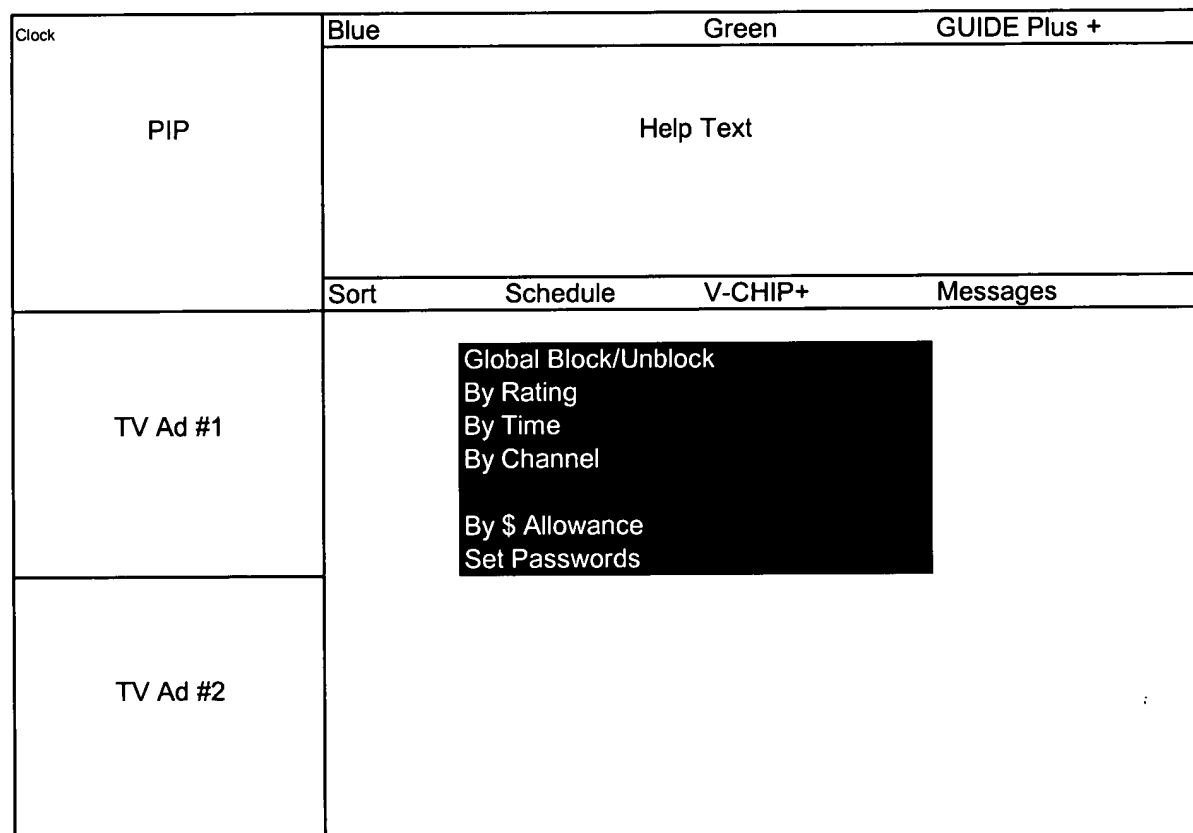 Clock
Blue Green GUIDE Plus +
PIP
Help Text
Sort Schedule V-CHIP+ Messages
Global Block/Unblock
By Rating
By Time
By Channel
By $ Allowance
Set Passwords
TV Ad #1
TV Ad #2